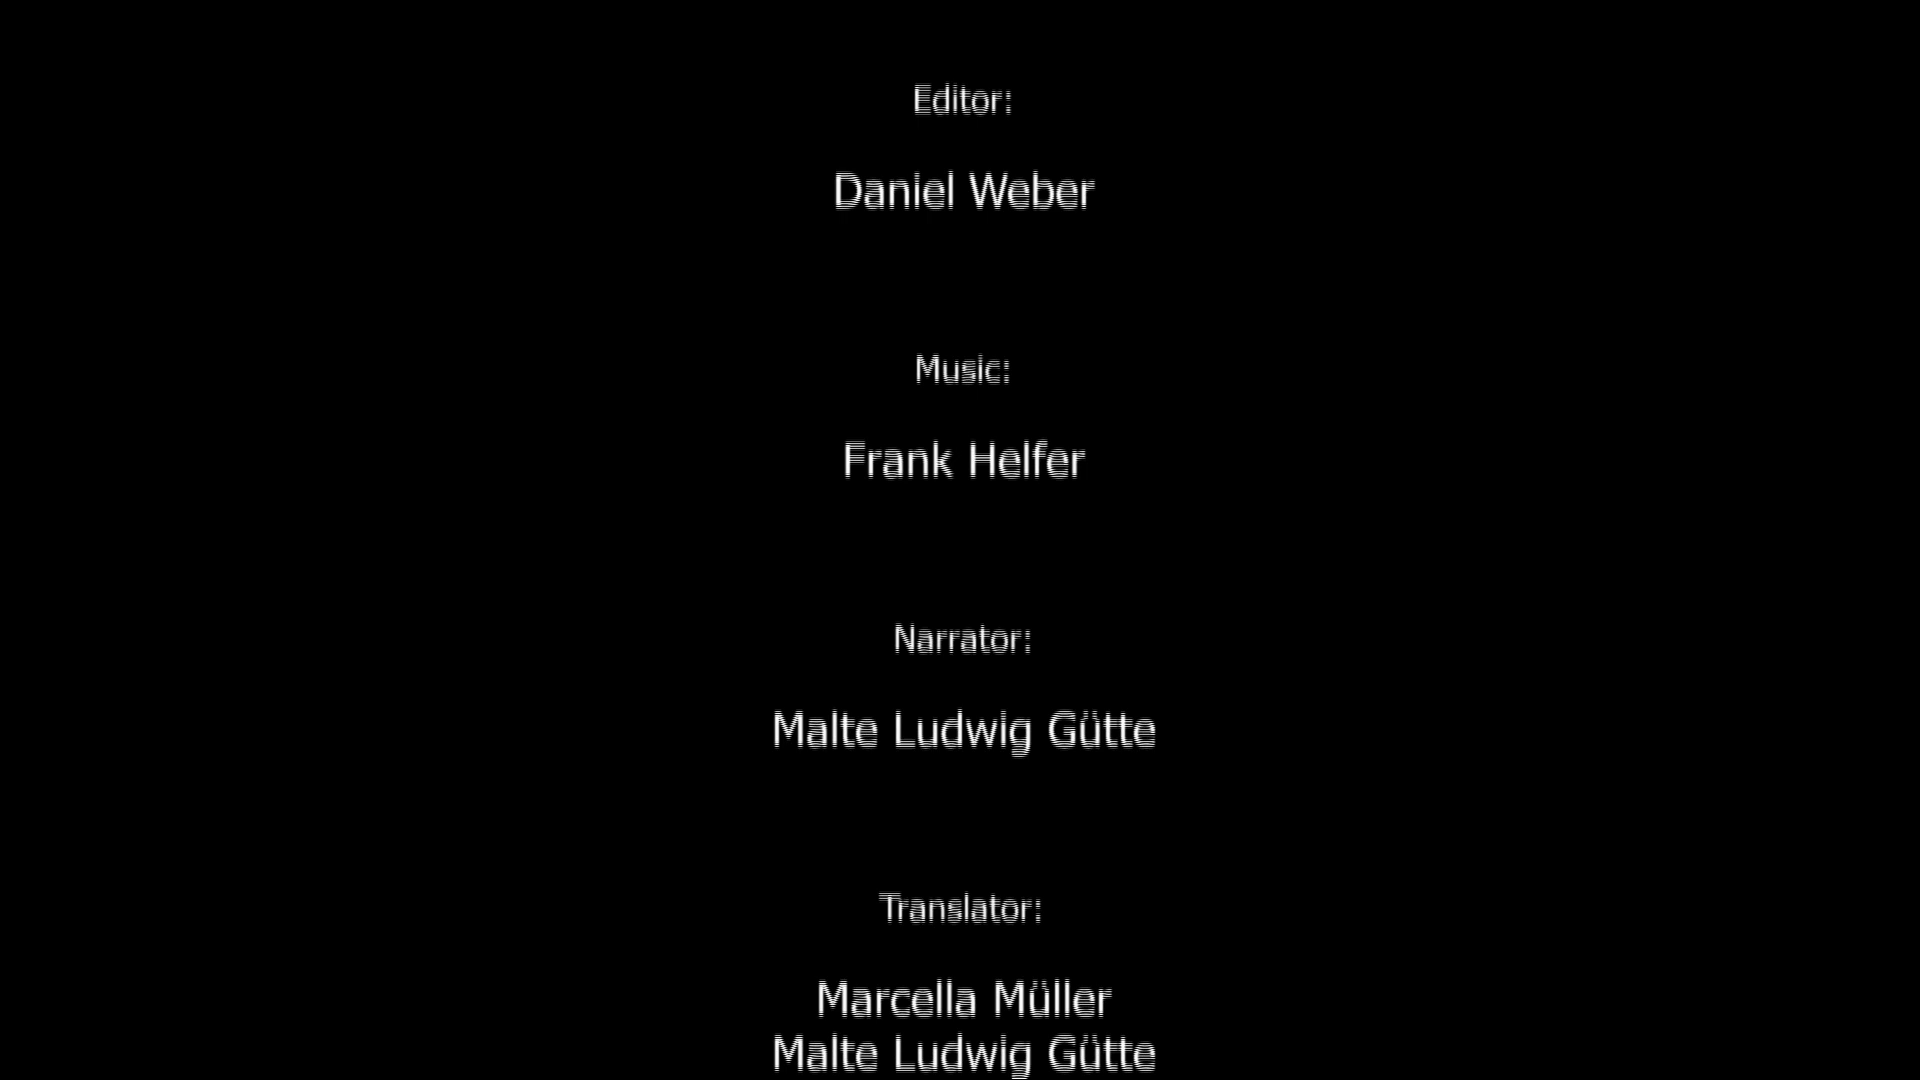 Editor:
Daniel Weber
Music:
Frank Helfer
Narrator:
Malte Ludwig Gütte
Translator:
Marcella Müller
Malte Ludwig Gütte